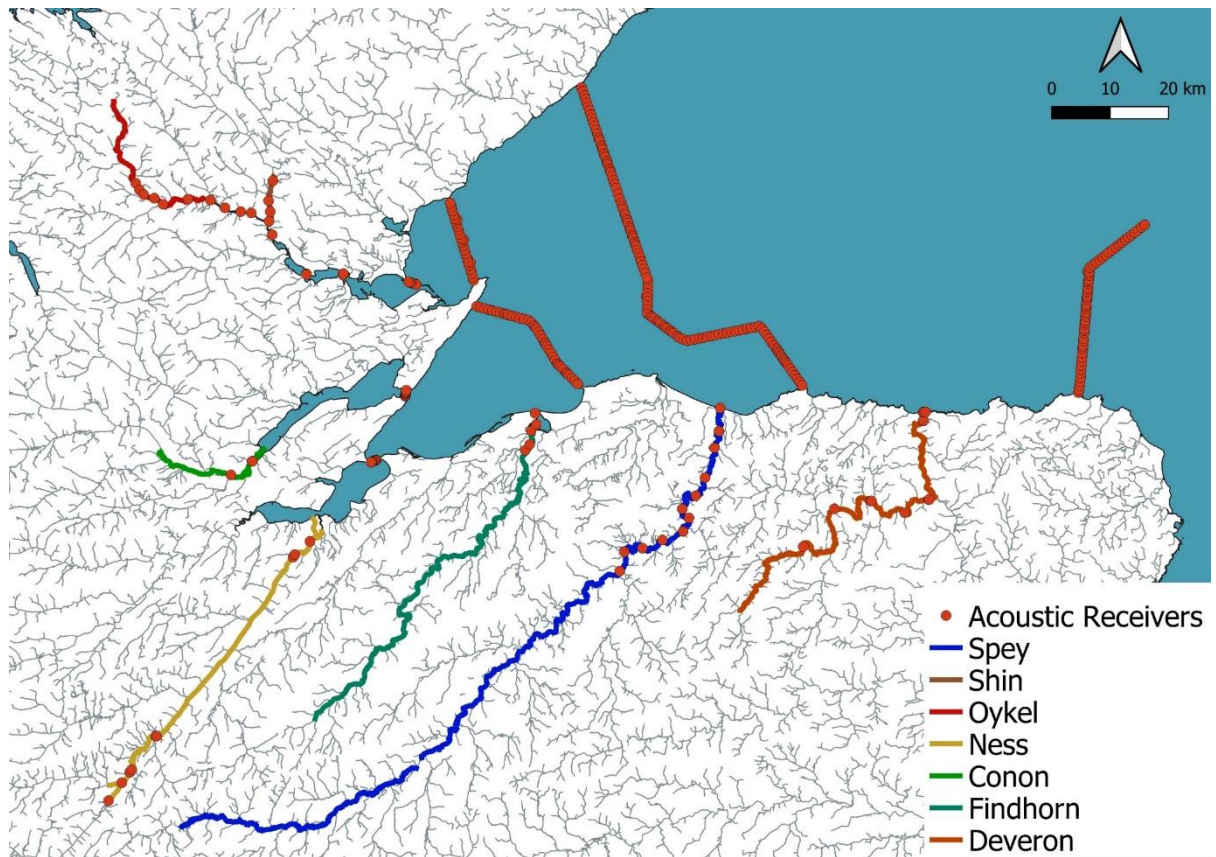 0 10 20 km
Acoustic Receivers
Spey
Shin
Oykel
Ness
Conon
Findhorn
Deveron